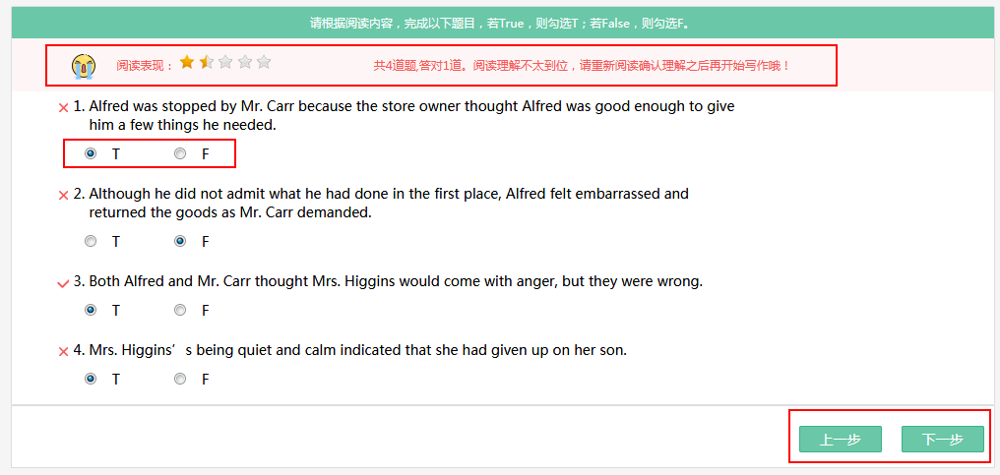 请根据阅读内容，完成以下题目，若True，则勾选T；若False，则勾选F。
阅读表现： 共4道题,答对1道。阅读理解不太到位，请重新阅读确认理解之后再开始写作哦！
1. Alfred was stopped by Mr. Carr because the store owner thought Alfred was good enough to give
him a few things he needed.
T F
2. Although he did not admit what he had done in the first place, Alfred felt embarrassed and
returned the goods as Mr. Carr demanded.
T F
3. Both Alfred and Mr. Carr thought Mrs. Higgins would come with anger, but they were wrong.
T F
4. Mrs. Higgins’s being quiet and calm indicated that she had given up on her son.
T F
上一步 下一步